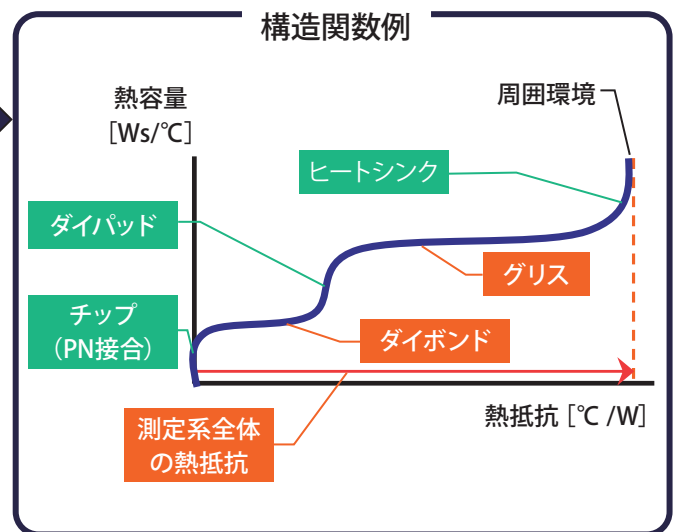 構造関数例
熱容量
[Ws/℃]
周囲環境
ヒートシンク
ダイパッド
グリス
チップ
（PN接合）
ダイボンド
熱抵抗 [℃ /W]
測定系全体
の熱抵抗